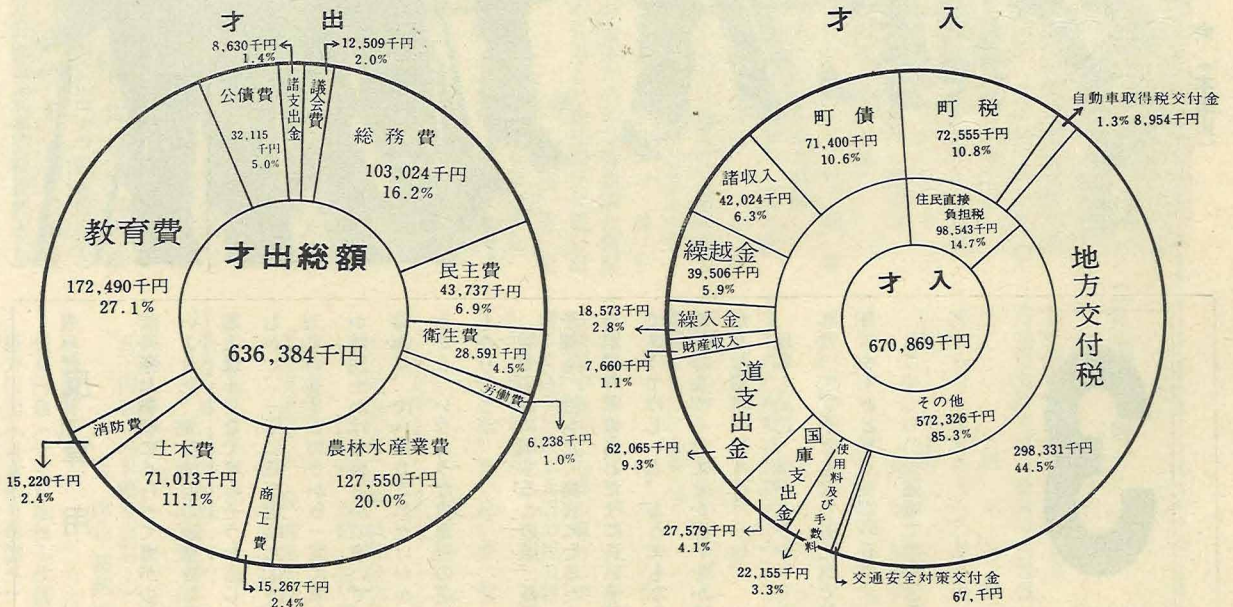 才出
8,630千円
1.4%
12,509千円
2.0%
諸支出金
議会費
公債費
32,115
千円
5.0%
総務費
103,024千円
16.2%
教育費
172,490千円
27.1%
才出総額
636,384千円
民主費
43,737千円
6.9%
衛生費
28,591千円
4.5%
労働費
6,238千円
1.0%
農林水産業費
127,550千円
20.0%
商工費
15,267千円
2.4%
土木費
71,013千円
11.1%
消防費
15,220千円
2.4%
才入
町債
71,400千円
10.6%
町税
72,555千円
10.8%
自動車取得税交付金
1.3% 8,954千円
諸収入
42,024千円
6.3%
住民直接
負担税
98,543千円
14.7%
繰越金
39,506千円
5.9%
才入
670,869千円
地方交付税
298,331千円
44.5%
18,573千円
2.8%
繰入金
財産収入
7,660千円
1.1%
道支出金
62,065千円
9.3%
その他
572,326千円
85.3%
国庫支出金
27,579千円
4.1%
使用料及び手数料
22,155千円
3.3%
交通安全対策交付金
67,千円